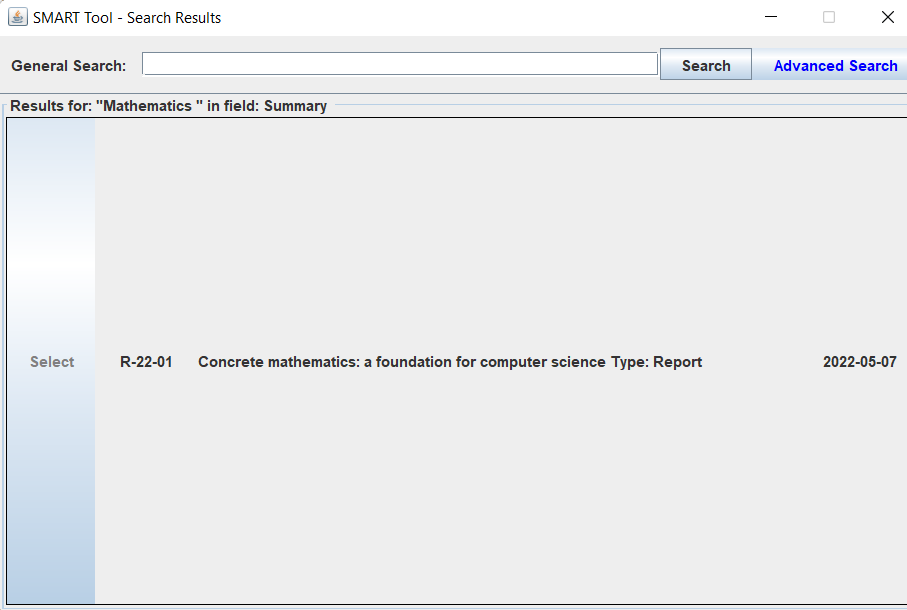 SMART Tool - Search Results
General Search: Search Advanced Search
Results for: "Mathematics " in field: Summary
Select R-22-01 Concrete mathematics: a foundation for computer science Type: Report 2022-05-07